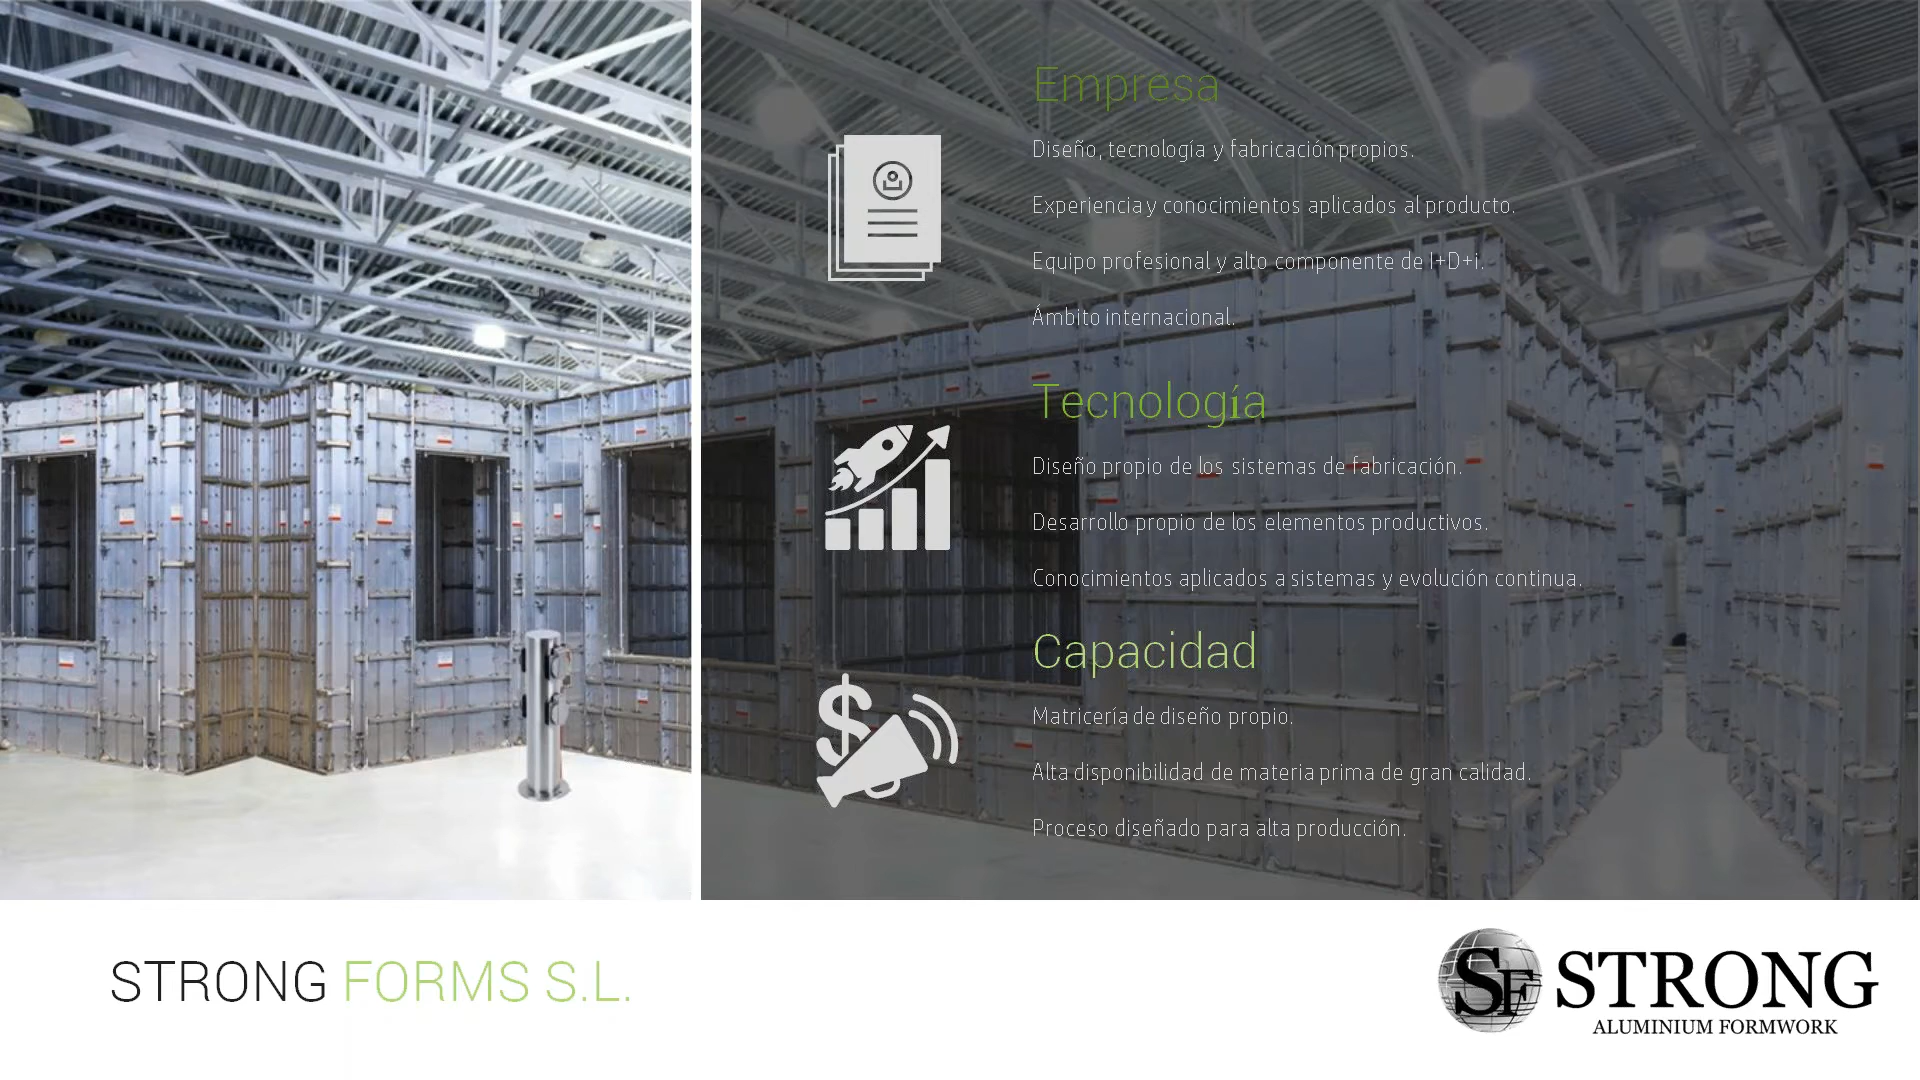 Empresa
Diseño, tecnología y fabricación propios.
Experiencia y conocimientos aplicados al producto.
Equipo profesional y alto componente de I+D+i.
Ámbito internacional.
Tecnología
Diseño propio de los sistemas de fabricación.
Desarrollo propio de los elementos productivos.
Conocimientos aplicados a sistemas y evolución continua.
$
Capacidad
Matricería de diseño propio.
Alta disponibilidad de materia prima de gran calidad.
Proceso diseñado para alta producción.
STRONG FORMS S.L.
SF STRONG
ALUMINIUM FORMWORK